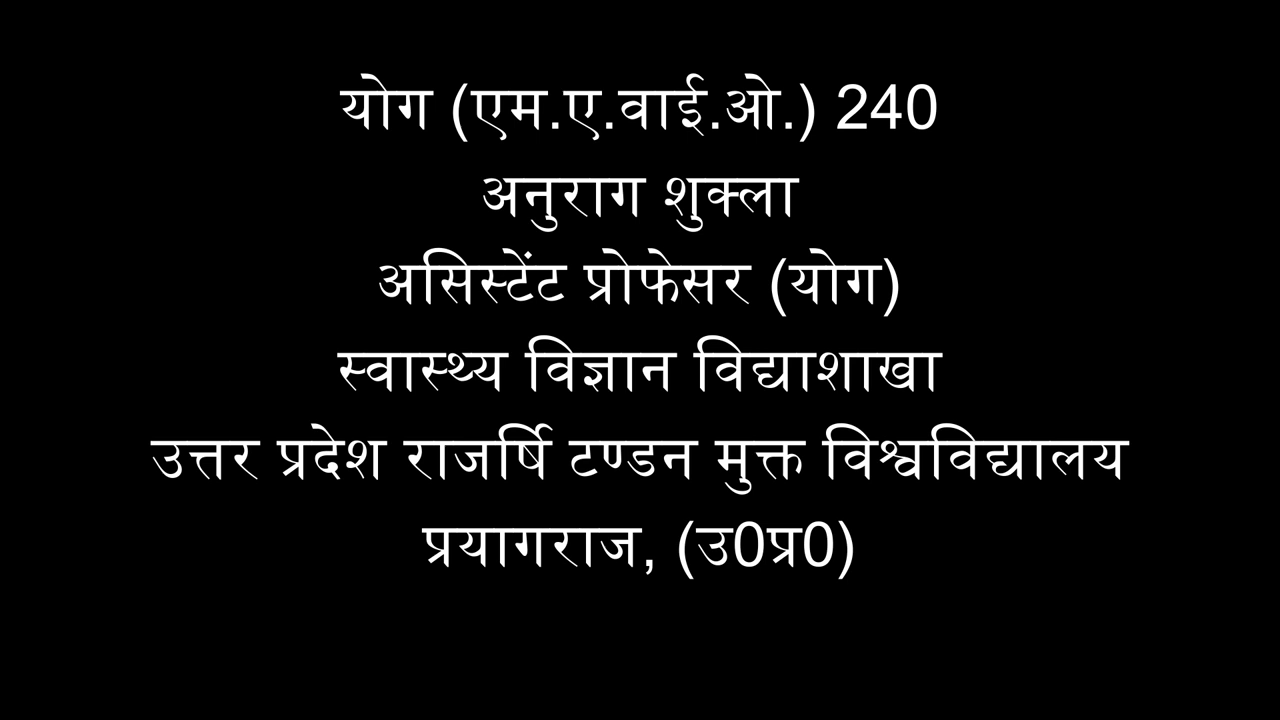 योग (एम.ए.वाई.ओ.) 240
अनुराग शुक्ला
असिस्टेंट प्रोफेसर (योग)
स्वास्थ्य विज्ञान विद्याशाखा
उत्तर प्रदेश राजर्षि टण्डन मुक्त विश्वविद्यालय
प्रयागराज, (उ0प्र0)